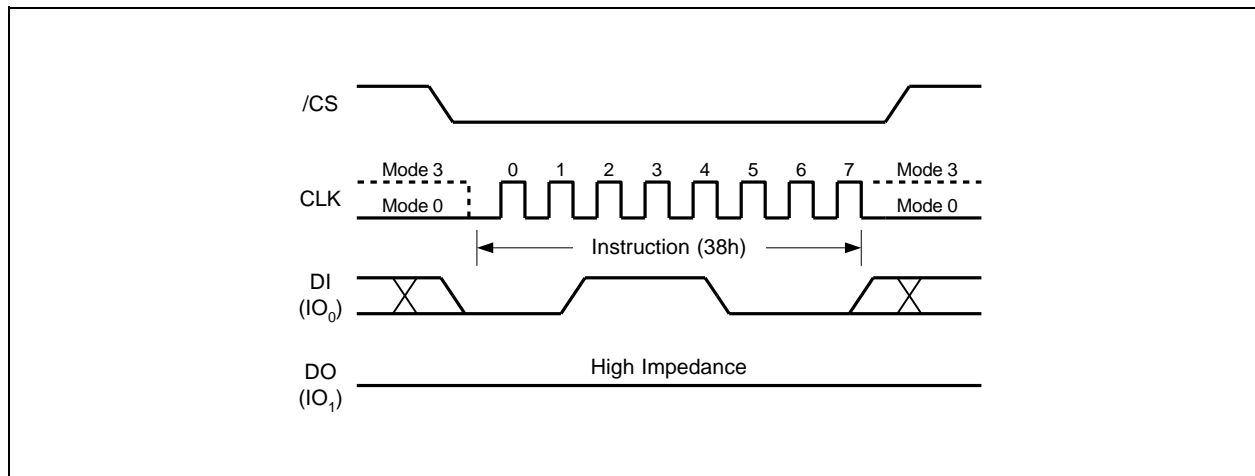 /CS
Mode 3 0 1 2 3 4 5 6 7 Mode 3
CLK
Mode 0 Mode 0
Instruction (38h)
DI
(IO₀)
High Impedance
DO
(IO₁)